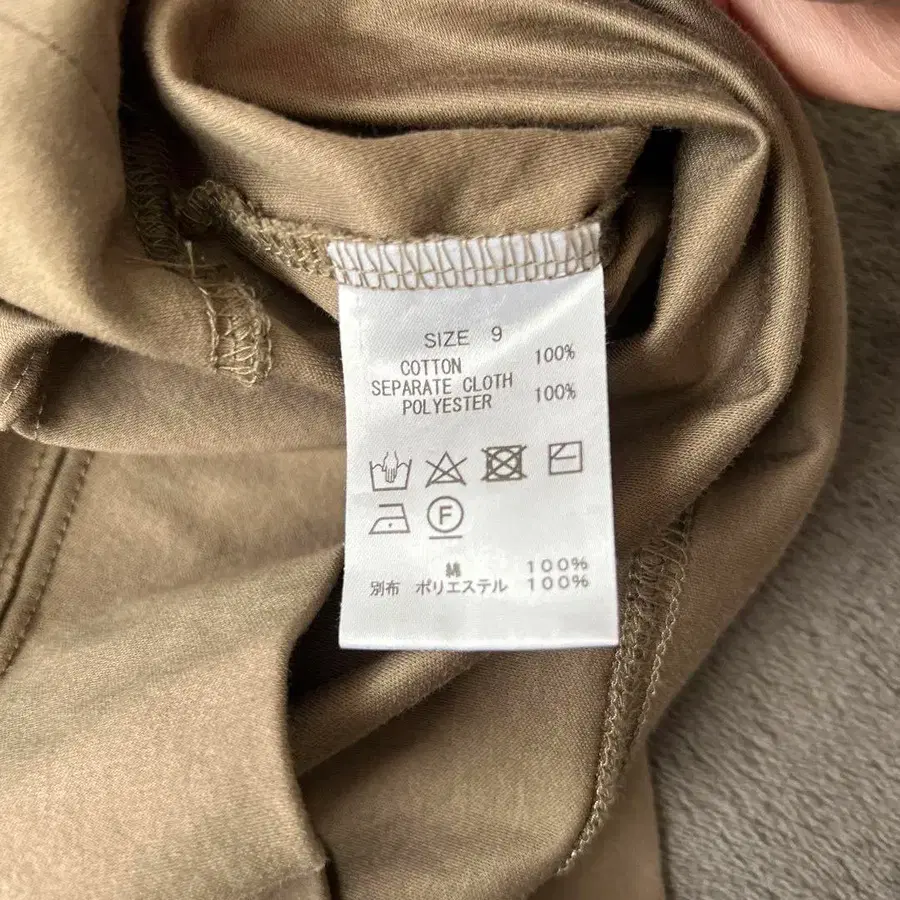 SIZE 9
COTTON 100%
SEPARATE CLOTH
POLYESTER 100%
F
綿 100%
別布 ポリエステル 100%